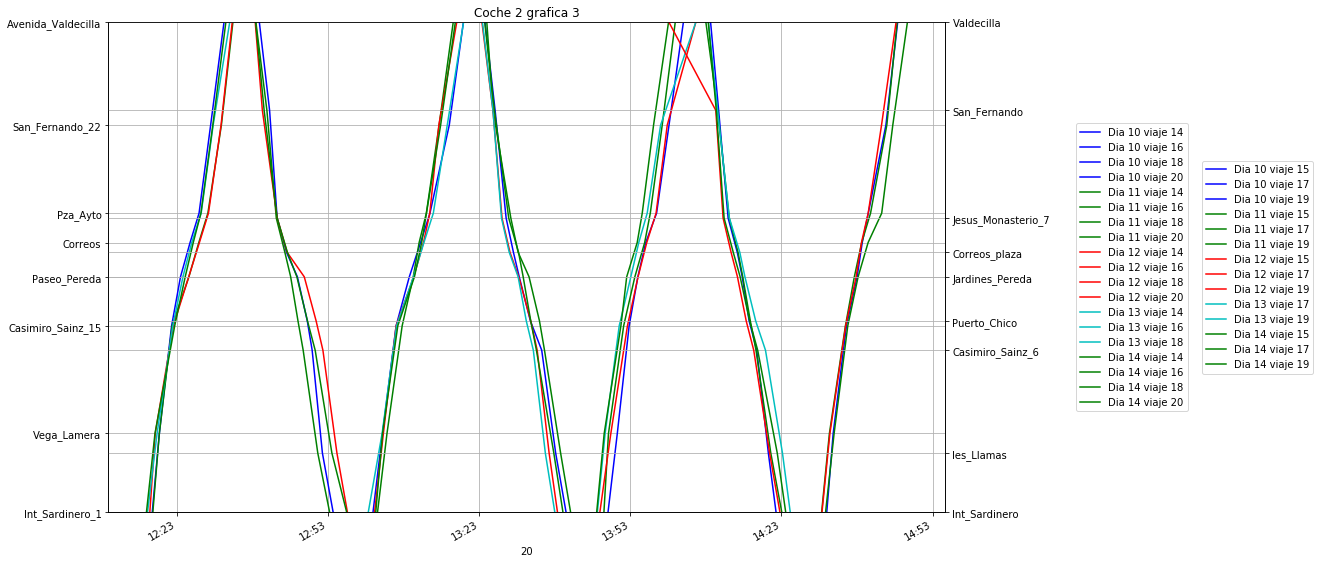 Coche 2 grafica 3
Avenida_Valdecilla
San_Fernando_22
Pza_Ayto
Correos
Paseo_Pereda
Casimiro_Sainz_15
Vega_Lamera
Int_Sardinero_1
Valdecilla
San_Fernando
Jesus_Monasterio_7
Correos_plaza
Jardines_Pereda
Puerto_Chico
Casimiro_Sainz_6
Ies_Llamas
Int_Sardinero
12:23
12:53
13:23
13:53
14:23
14:53
20
Dia 10 viaje 14
Dia 10 viaje 16
Dia 10 viaje 18
Dia 10 viaje 20
Dia 11 viaje 14
Dia 11 viaje 16
Dia 11 viaje 18
Dia 11 viaje 20
Dia 12 viaje 14
Dia 12 viaje 16
Dia 12 viaje 18
Dia 12 viaje 20
Dia 13 viaje 14
Dia 13 viaje 16
Dia 13 viaje 18
Dia 14 viaje 14
Dia 14 viaje 16
Dia 14 viaje 18
Dia 14 viaje 20
Dia 10 viaje 15
Dia 10 viaje 17
Dia 10 viaje 19
Dia 11 viaje 15
Dia 11 viaje 17
Dia 11 viaje 19
Dia 12 viaje 15
Dia 12 viaje 17
Dia 12 viaje 19
Dia 13 viaje 17
Dia 13 viaje 19
Dia 14 viaje 15
Dia 14 viaje 17
Dia 14 viaje 19